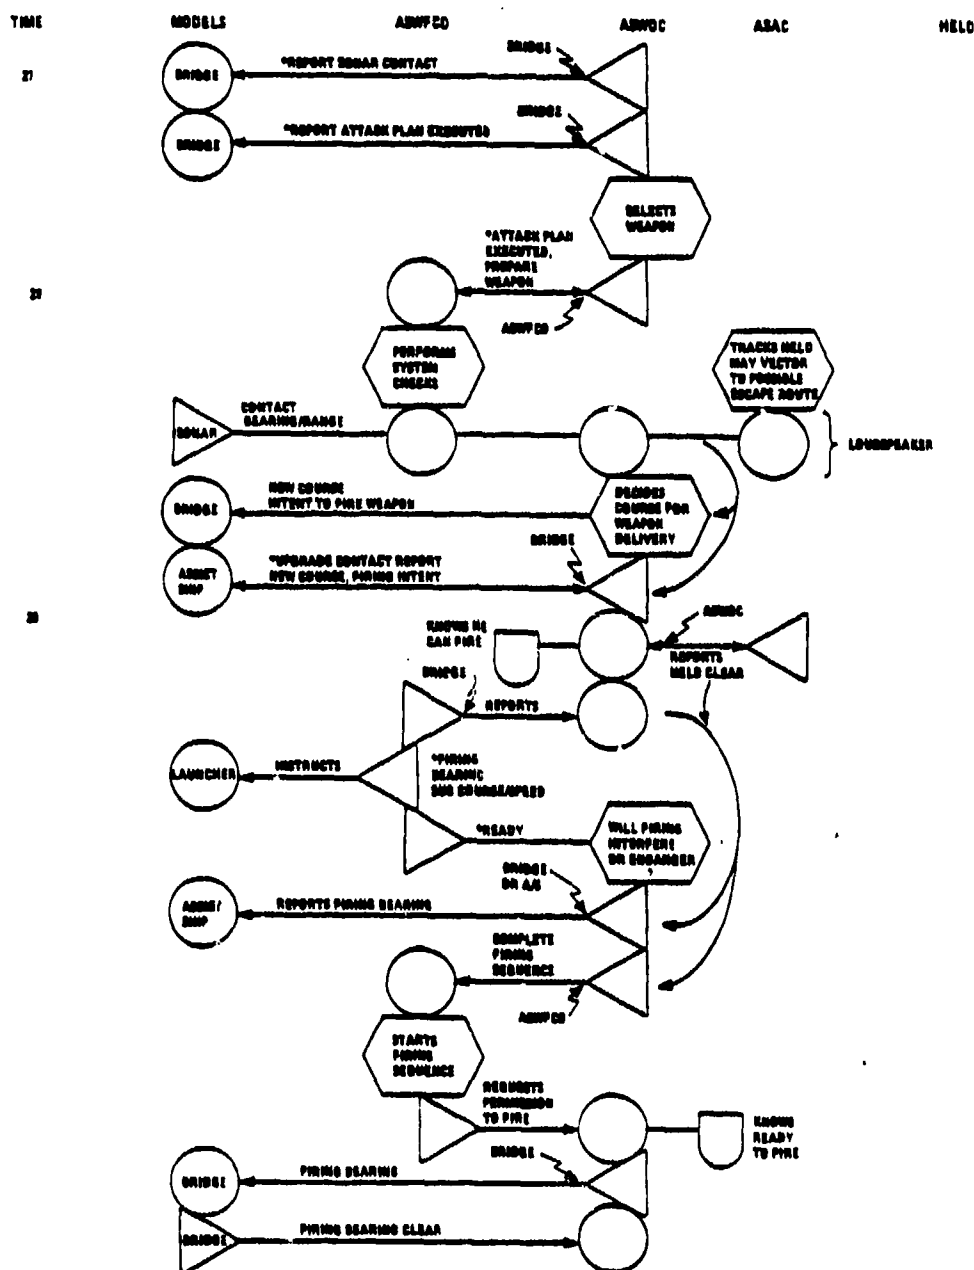 TIME MODELS ASWFCO ASWOC ASAC HELO
27
BRIDGE
*REPORT SONAR CONTACT
BRIDGE
BRIDGE
*REPORT ATTACK PLAN EXECUTED
BRIDGE
SELECTS
WEAPON
*ATTACK PLAN
EXECUTED,
PREPARE
WEAPON
ASWFCO
PERFORMS
SYSTEM
CHECKS
TRACKS HELO
MAY VECTOR
TO POSSIBLE
ESCAPE ROUTE
SONAR
CONTACT
BEARING/RANGE
LOUDSPEAKER
BRIDGE
NEW COURSE
INTENT TO FIRE WEAPON
DECIDES
COURSE FOR
WEAPON
DELIVERY
ASSIST
SHIP
*UPGRADE CONTACT REPORT
NEW COURSE, FIRING INTENT
BRIDGE
KNOWS HE
CAN FIRE
ASWOC
REPORTS
HELO CLEAR
BRIDGE
REPORTS
LAUNCHER
INSTRUCTS
*FIRING
BEARING
SUB COURSE/SPEED
*READY
WILL FIRING
INTERFERE
OR ENDANGER
BRIDGE
OR A/S
ASSIST
SHIP
REPORTS FIRING BEARING
COMPLETE
FIRING
SEQUENCE
ASWFCO
STARTS
FIRING
SEQUENCE
REQUESTS
PERMISSION
TO FIRE
KNOWS
READY
TO FIRE
BRIDGE
BRIDGE
FIRING BEARING
BRIDGE
FIRING BEARING CLEAR